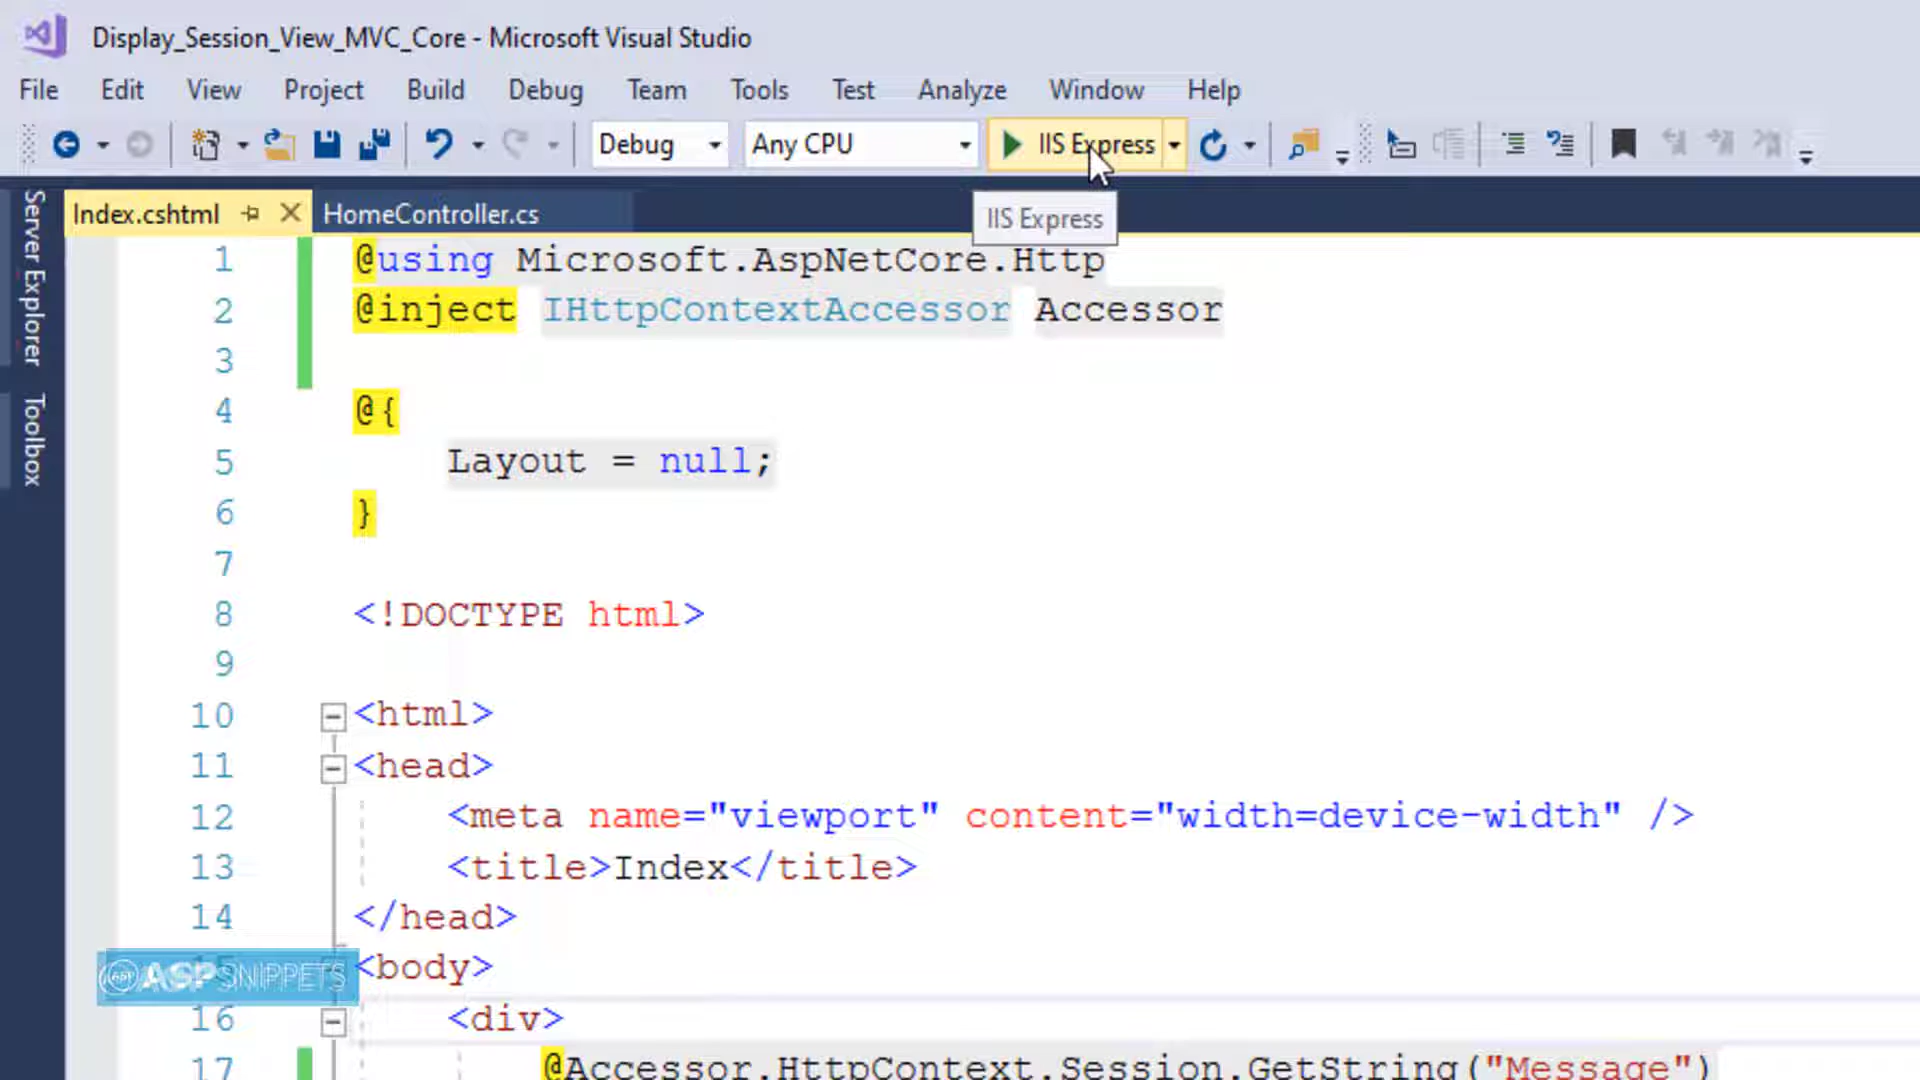 Display_Session_View_MVC_Core - Microsoft Visual Studio
File Edit View Project Build Debug Team Tools Test Analyze Window Help
Debug Any CPU IIS Express
Index.cshtml HomeController.cs
IIS Express
Server Explorer
Toolbox
1 @using Microsoft.AspNetCore.Http
2 @inject IHttpContextAccessor Accessor
3
4 @{
5 Layout = null;
6 }
7
8 <!DOCTYPE html>
9
10 <html>
11 <head>
12 <meta name="viewport" content="width=device-width" />
13 <title>Index</title>
14 </head>
15 <body>
ASPSNIPPETS
16 <div>
17 @Accessor.HttpContext.Session.GetString("Message")